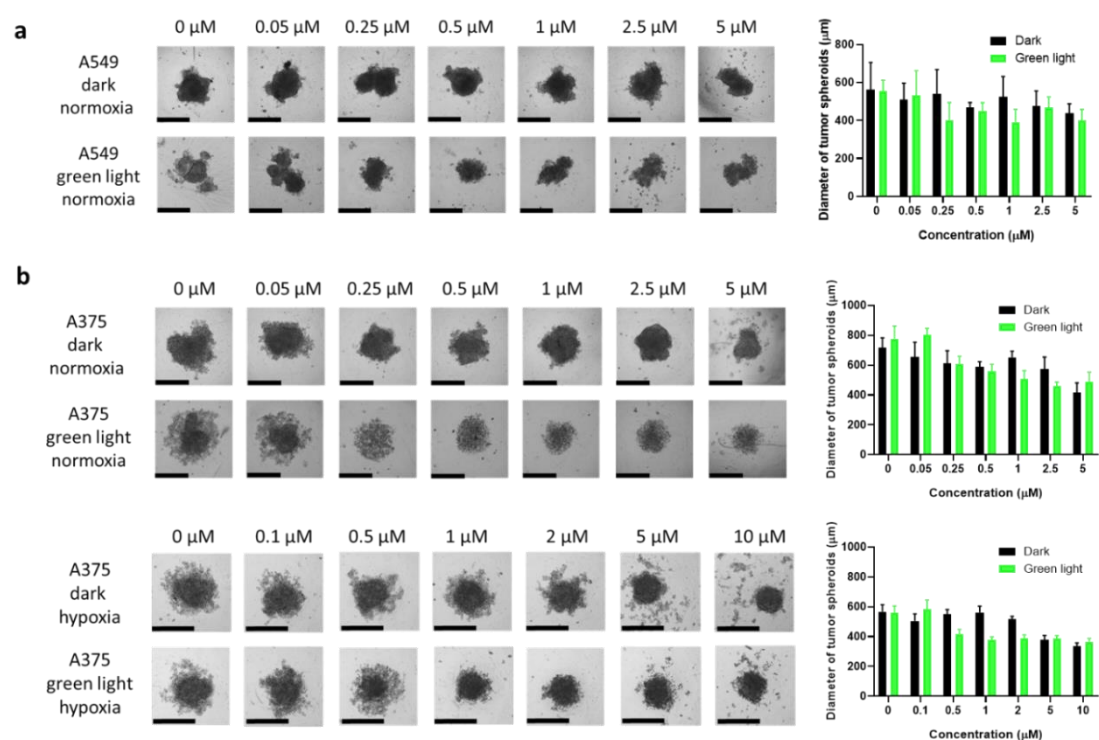 a
0 μM 0.05 μM 0.25 μM 0.5 μM 1 μM 2.5 μM 5 μM
A549
dark
normoxia
A549
green light
normoxia
Diameter of tumor spheroids (μm)
800
600
400
200
0
Dark
Green light
0 0.05 0.25 0.5 1 2.5 5
Concentration (μM)
b
0 μM 0.05 μM 0.25 μM 0.5 μM 1 μM 2.5 μM 5 μM
A375
dark
normoxia
A375
green light
normoxia
Diameter of tumor spheroids (μm)
1000
800
600
400
200
0
Dark
Green light
0 0.05 0.25 0.5 1 2.5 5
Concentration (μM)
0 μM 0.1 μM 0.5 μM 1 μM 2 μM 5 μM 10 μM
A375
dark
hypoxia
A375
green light
hypoxia
Diameter of tumor spheroids (μm)
1000
800
600
400
200
0
Dark
Green light
0 0.1 0.5 1 2 5 10
Concentration (μM)